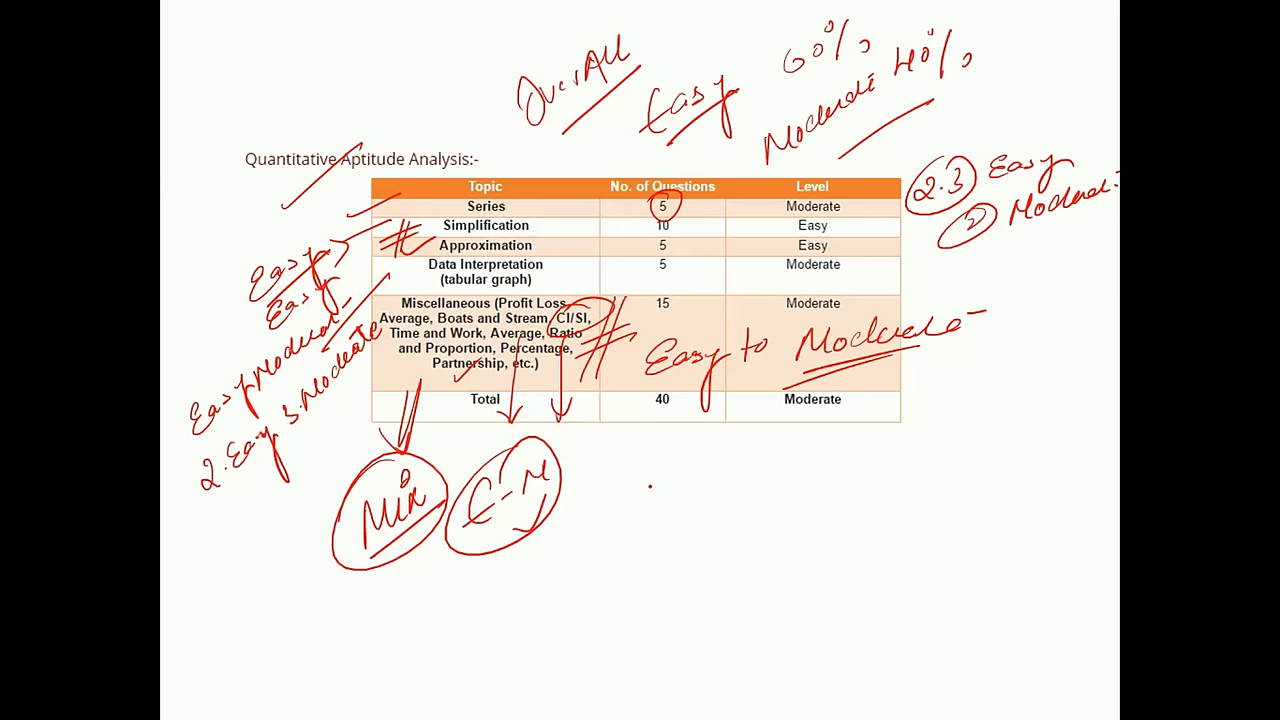 OverAll
Easy 60%,
Moderate 40%,
Quantitative Aptitude Analysis:-
Topic No. of Questions Level
Series 5 Moderate
Simplification 10 Easy
Approximation 5 Easy
Data Interpretation 5 Moderate
(tabular graph)
Miscellaneous (Profit Loss, 15 Moderate
Average, Boats and Stream, CI/SI,
Time and Work, Average, Ratio
and Proportion, Percentage,
Partnership, etc.)
Total 40 Moderate
2.3 Easy
2 Moderate
Easy
Easy
Easy Moderat
2. Easy 3. Moderate
Easy to Moderate
Mix
E-M